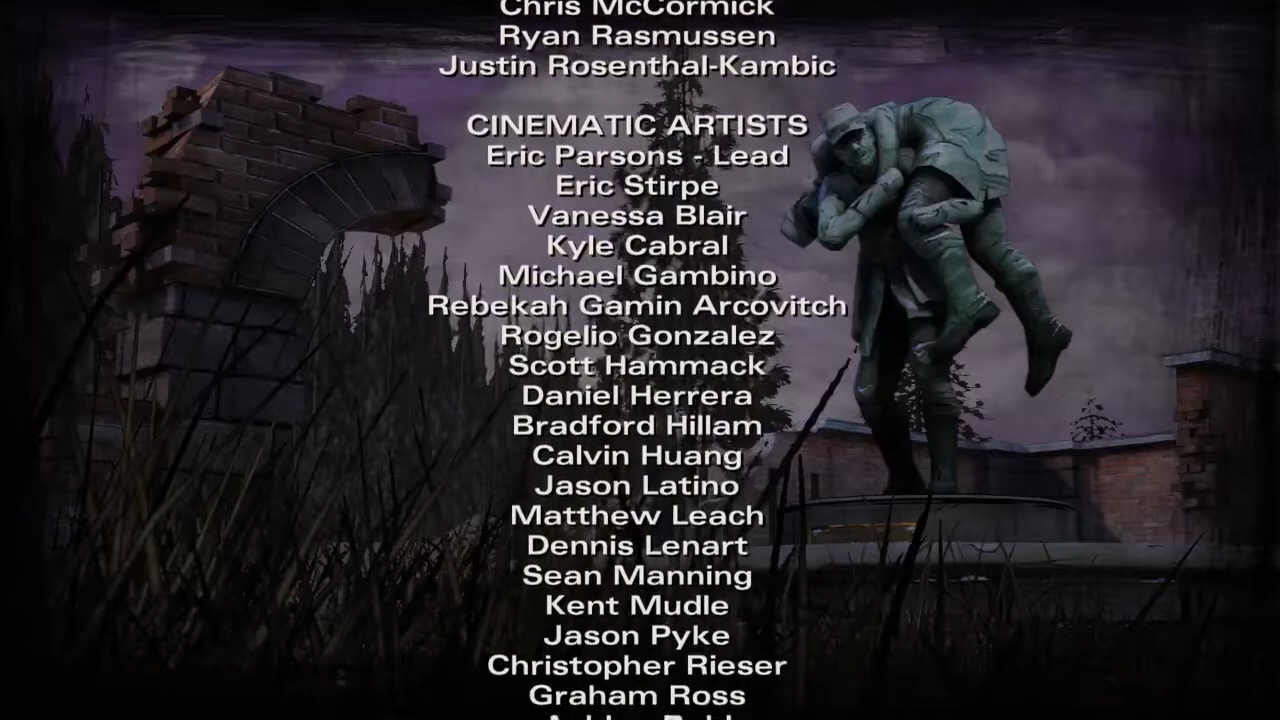 Chris McCormick
Ryan Rasmussen
Justin Rosenthal-Kambic
CINEMATIC ARTISTS
Eric Parsons - Lead
Eric Stirpe
Vanessa Blair
Kyle Cabral
Michael Gambino
Rebekah Gamin Arcovitch
Rogelio Gonzalez
Scott Hammack
Daniel Herrera
Bradford Hillam
Calvin Huang
Jason Latino
Matthew Leach
Dennis Lenart
Sean Manning
Kent Mudle
Jason Pyke
Christopher Rieser
Graham Ross